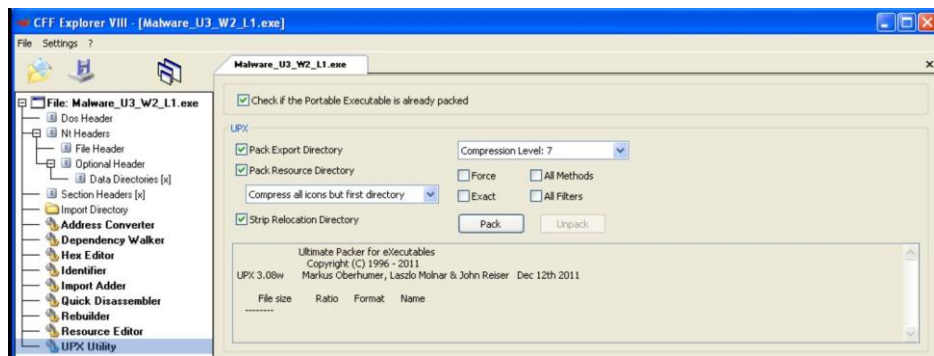 CFF Explorer VIII - [Malware_U3_W2_L1.exe]
File Settings ?
Malware_U3_W2_L1.exe
File: Malware_U3_W2_L1.exe
Dos Header
Nt Headers
File Header
Optional Header
Data Directories [x]
Section Headers [x]
Import Directory
Address Converter
Dependency Walker
Hex Editor
Identifier
Import Adder
Quick Disassembler
Rebuilder
Resource Editor
UPX Utility
Check if the Portable Executable is already packed
UPX
Pack Export Directory
Compression Level: 7
Pack Resource Directory
Force
All Methods
Compress all icons but first directory
Exact
All Filters
Strip Relocation Directory
Pack
Unpack
Ultimate Packer for eXecutables
Copyright (C) 1996 - 2011
UPX 3.08w Markus Oberhumer, Laszlo Molnar & John Reiser Dec 12th 2011
File size Ratio Format Name
--------